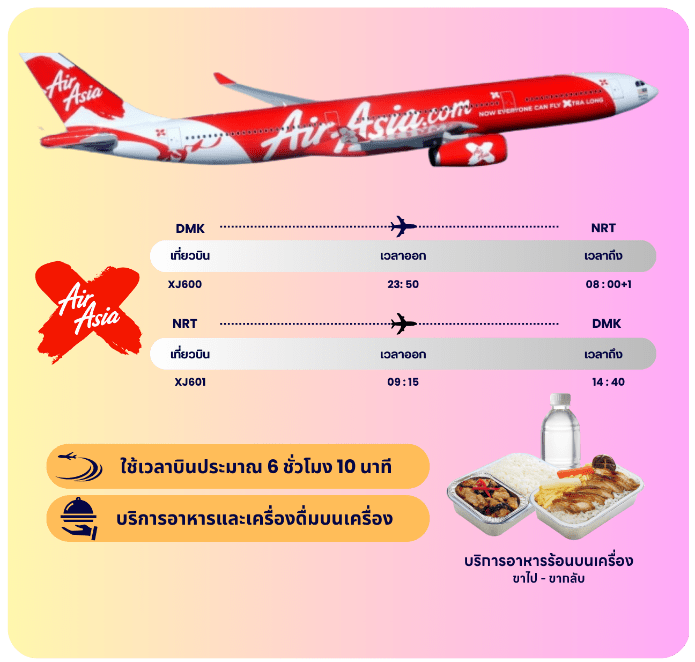 Air
Asia
AirAsia.com
NOW EVERYONE CAN FLY XTRA LONG
DMK NRT
เที่ยวบิน เวลาออก เวลาถึง
XJ600 23: 50 08 : 00+1
Air
Asia
NRT DMK
เที่ยวบิน เวลาออก เวลาถึง
XJ601 09 : 15 14 : 40
ใช้เวลาบินประมาณ 6 ชั่วโมง 10 นาที
บริการอาหารและเครื่องดื่มบนเครื่อง
บริการอาหารร้อนบนเครื่อง
ขาไป - ขากลับ